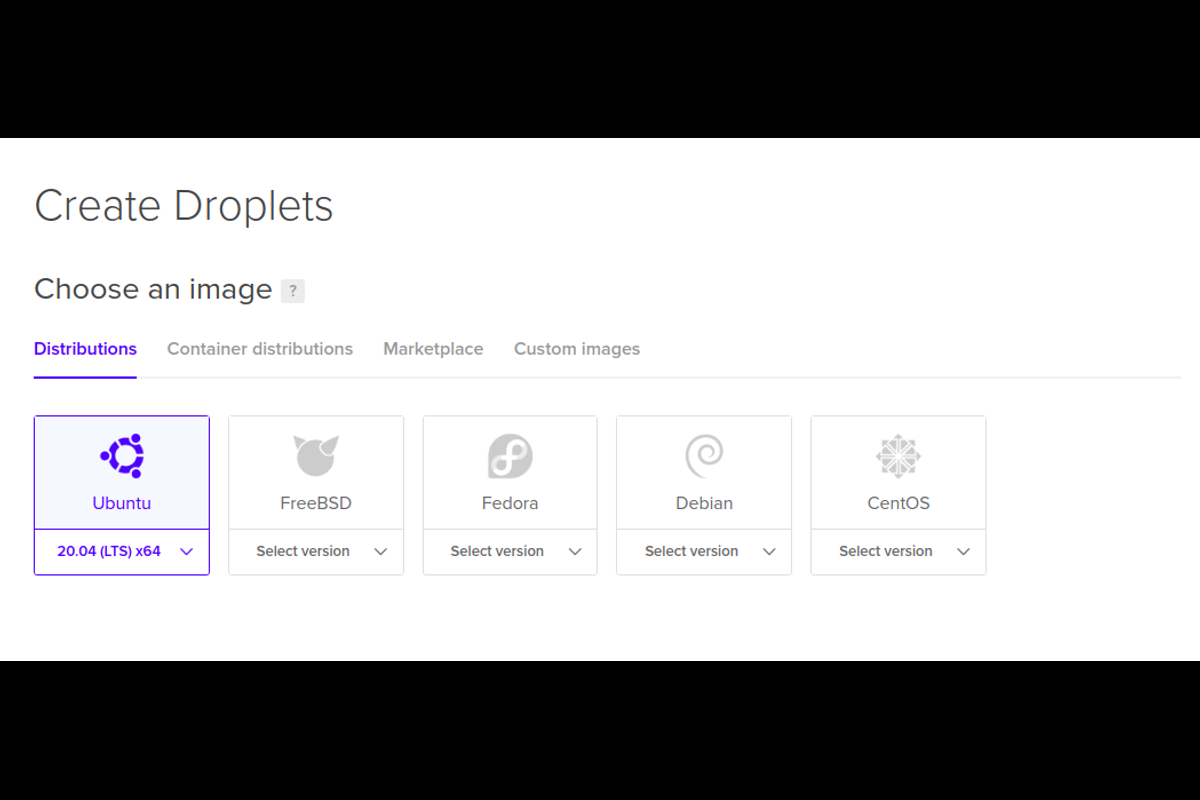 Create Droplets
Choose an image ?
Distributions Container distributions Marketplace Custom images
Ubuntu FreeBSD Fedora Debian CentOS
20.04 (LTS) x64 Select version Select version Select version Select version